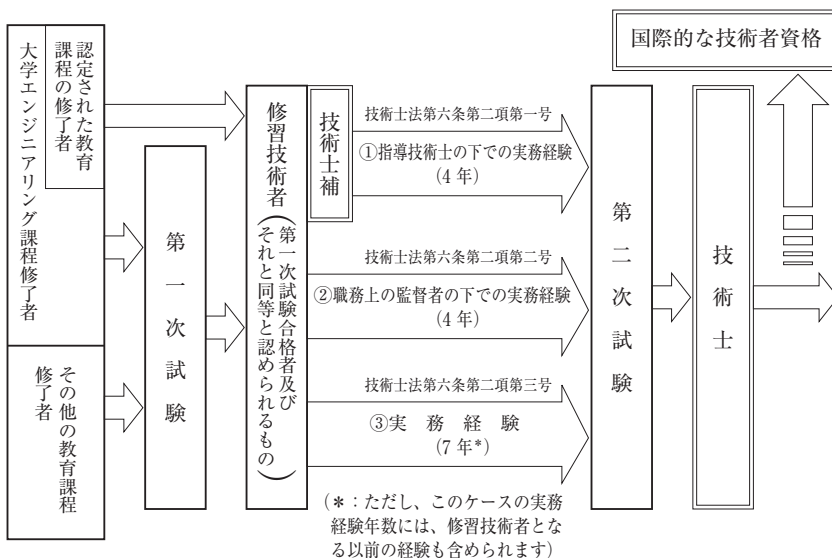 国際的な技術者資格
大学エンジニアリング課程修了者
認定された教育
課程の修了者
その他の教育課程
修了者
第一次試験
修習技術者
(第一次試験合格者及び
それと同等と認められるもの)
技術士補
技術士法第六条第二項第一号
①指導技術士の下での実務経験
(4 年)
技術士法第六条第二項第二号
②職務上の監督者の下での実務経験
(4 年)
技術士法第六条第二項第三号
③実 務 経 験
(7 年*)
(*：ただし、このケースの実務
経験年数には、修習技術者とな
る以前の経験も含められます)
第二次試験
技術士